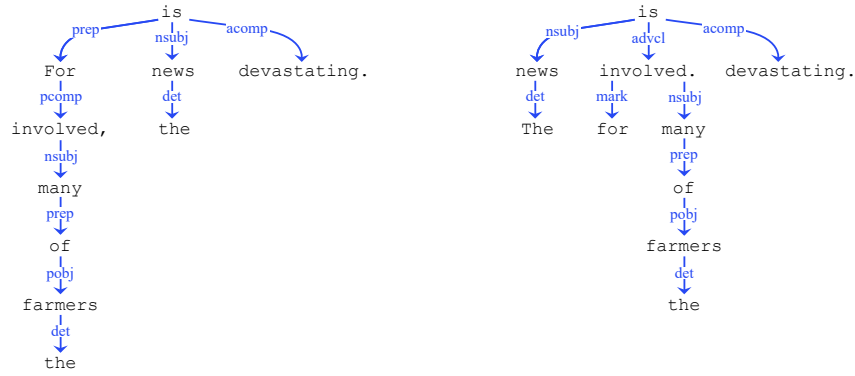 is is
prep nsubj acomp nsubj advcl acomp
For news devastating. news involved. devastating.
pcomp det det mark nsubj
involved, the The for many
nsubj prep
many of
prep pobj
of farmers
pobj det
farmers the
det
the